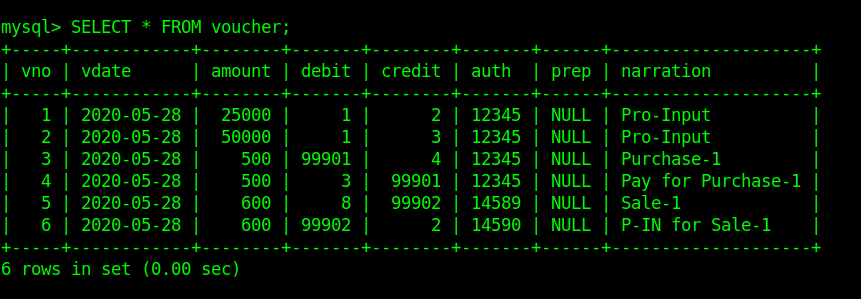 mysql> SELECT * FROM voucher;
+-----+------------+--------+-------+--------+-------+------+--------------------+
| vno | vdate      | amount | debit | credit | auth  | prep | narration          |
+-----+------------+--------+-------+--------+-------+------+--------------------+
|   1 | 2020-05-28 |  25000 |     1 |      2 | 12345 | NULL | Pro-Input          |
|   2 | 2020-05-28 |  50000 |     1 |      3 | 12345 | NULL | Pro-Input          |
|   3 | 2020-05-28 |    500 | 99901 |      4 | 12345 | NULL | Purchase-1         |
|   4 | 2020-05-28 |    500 |     3 |  99901 | 12345 | NULL | Pay for Purchase-1 |
|   5 | 2020-05-28 |    600 |     8 |  99902 | 14589 | NULL | Sale-1             |
|   6 | 2020-05-28 |    600 | 99902 |      2 | 14590 | NULL | P-IN for Sale-1    |
+-----+------------+--------+-------+--------+-------+------+--------------------+
6 rows in set (0.00 sec)